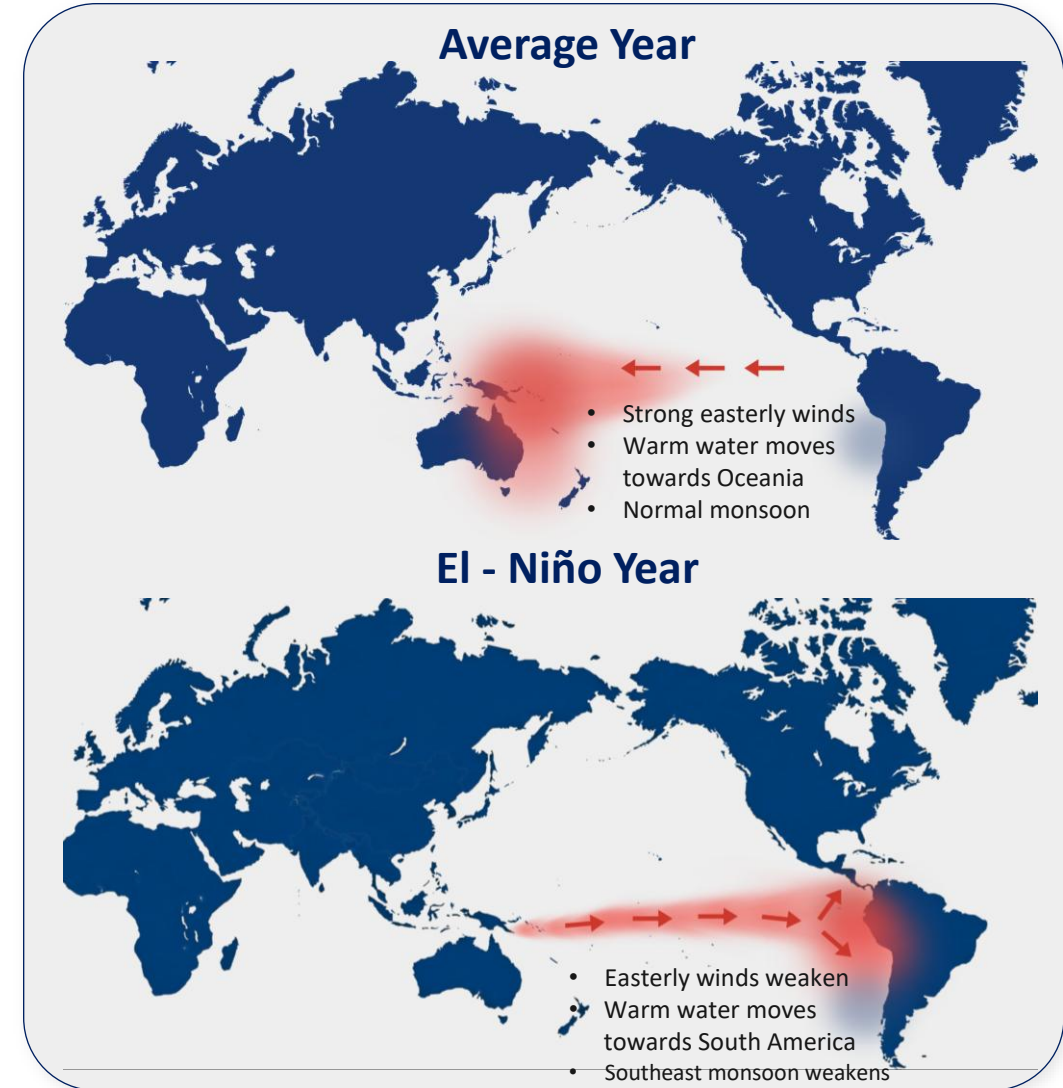 Average Year
• Strong easterly winds
• Warm water moves
towards Oceania
• Normal monsoon
El - Niño Year
• Easterly winds weaken
• Warm water moves
towards South America
• Southeast monsoon weakens